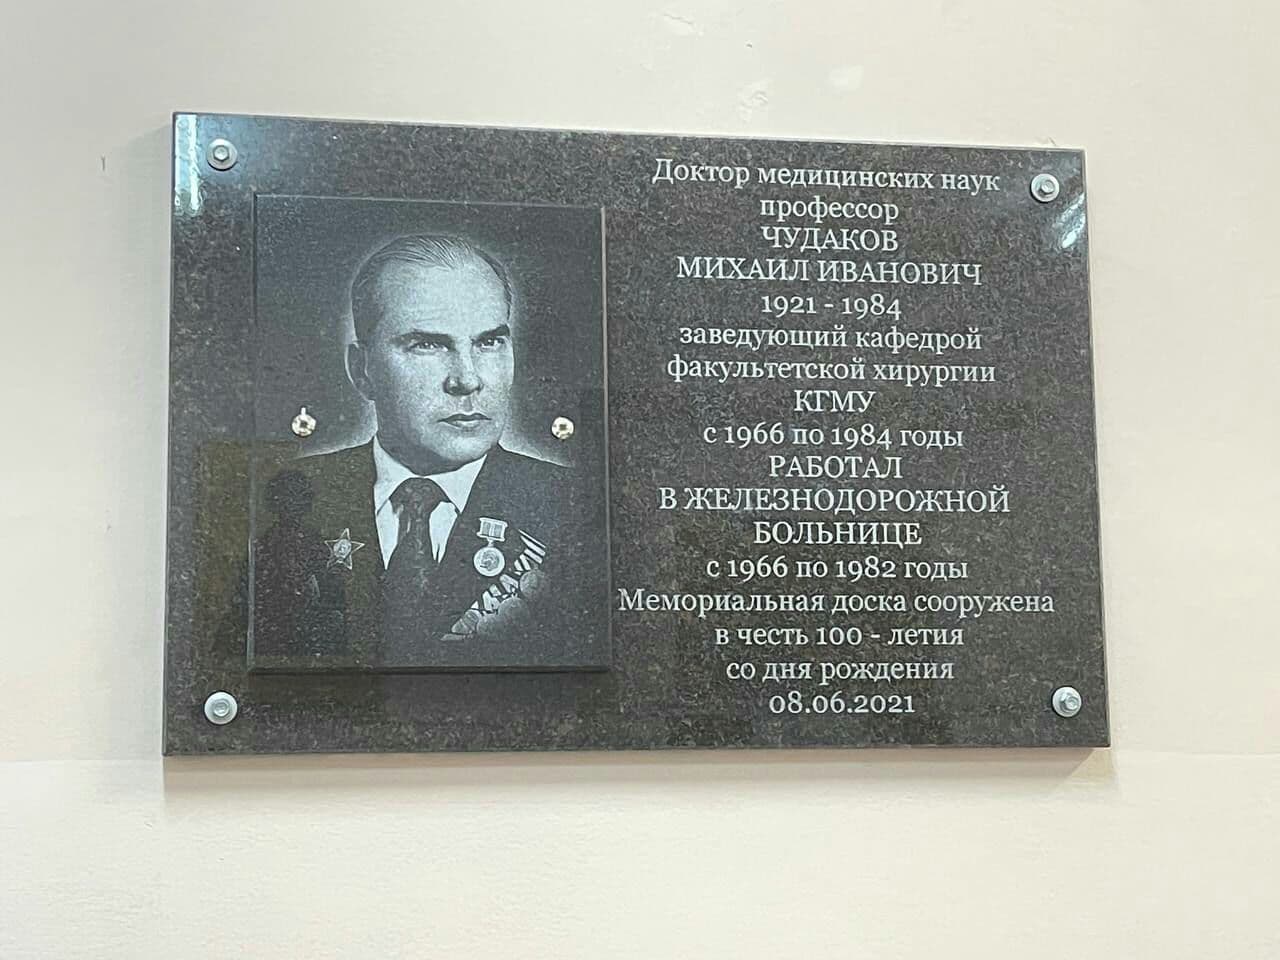 Доктор медицинских наук
профессор
ЧУДАКОВ
МИХАИЛ ИВАНОВИЧ
1921 - 1984
заведующий кафедрой
факультетской хирургии
КГМУ
с 1966 по 1984 годы
РАБОТАЛ
В ЖЕЛЕЗНОДОРОЖНОЙ
БОЛЬНИЦЕ
с 1966 по 1982 годы
Мемориальная доска сооружена
в честь 100 - летия
со дня рождения
08.06.2021